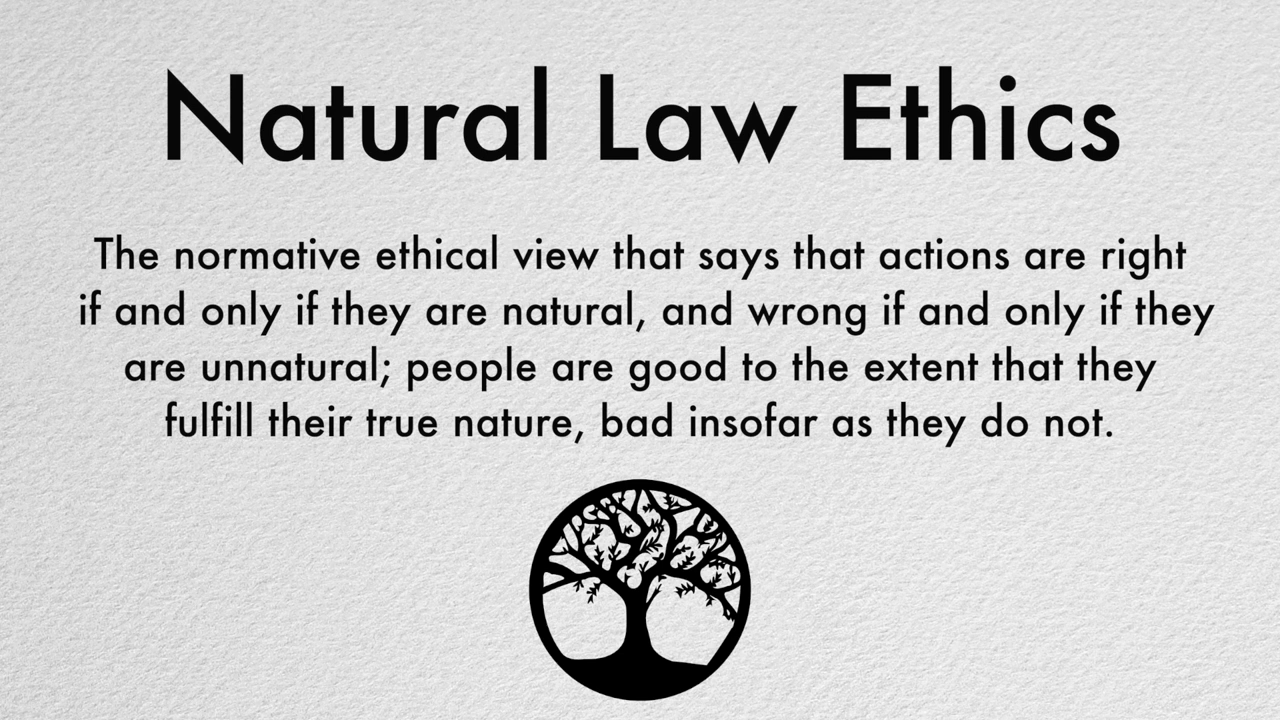 Natural Law Ethics
The normative ethical view that says that actions are right
if and only if they are natural, and wrong if and only if they
are unnatural; people are good to the extent that they
fulfill their true nature, bad insofar as they do not.